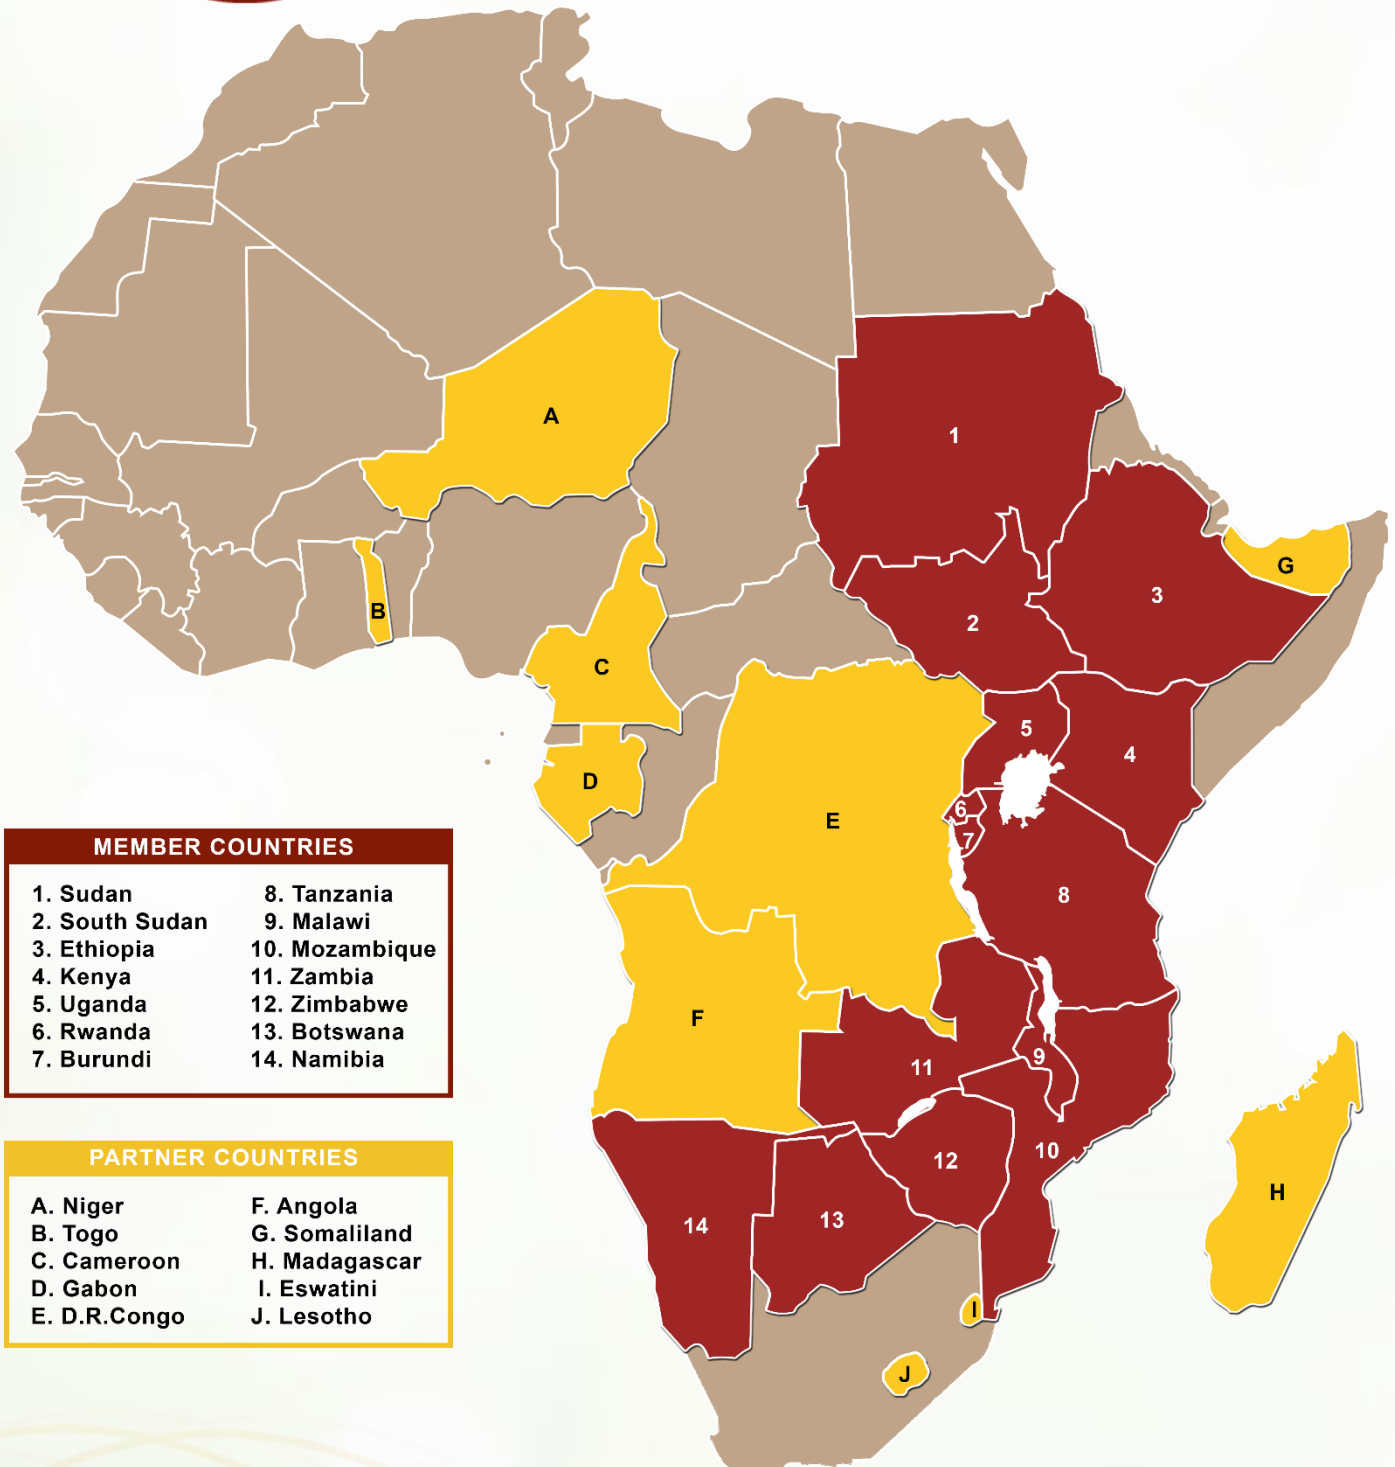 A
1
B
G
3
2
C
5
4
D
6
E
7
MEMBER COUNTRIES
1. Sudan
2. South Sudan
3. Ethiopia
4. Kenya
5. Uganda
6. Rwanda
7. Burundi
8. Tanzania
9. Malawi
10. Mozambique
11. Zambia
12. Zimbabwe
13. Botswana
14. Namibia
8
F
9
11
10
12
PARTNER COUNTRIES
A. Niger
B. Togo
C. Cameroon
D. Gabon
E. D.R.Congo
F. Angola
G. Somaliland
H. Madagascar
I. Eswatini
J. Lesotho
H
13
14
I
J